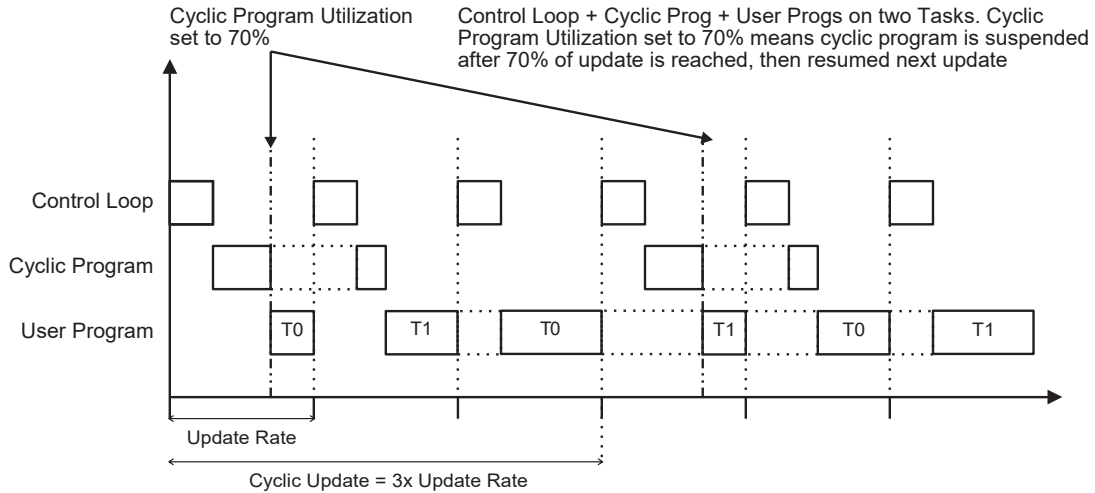 Cyclic Program Utilization
set to 70%
Control Loop + Cyclic Prog + User Progs on two Tasks. Cyclic
Program Utilization set to 70% means cyclic program is suspended
after 70% of update is reached, then resumed next update
Control Loop
Cyclic Program
User Program
T0
T1
T0
T1
T0
T1
Update Rate
Cyclic Update = 3x Update Rate